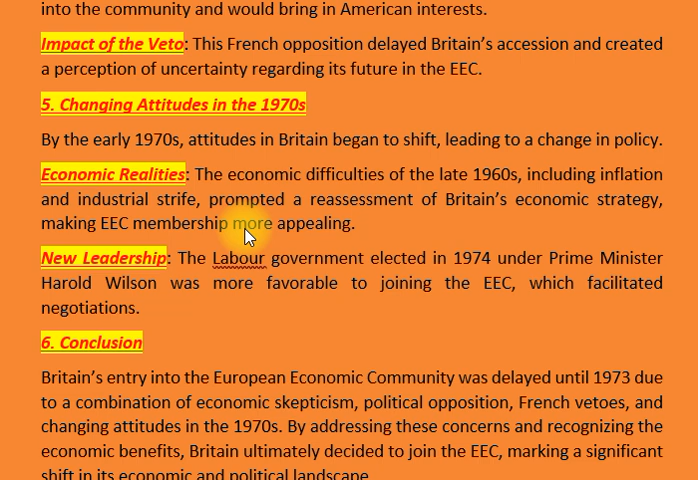 into the community and would bring in American interests.
Impact of the Veto: This French opposition delayed Britain’s accession and created
a perception of uncertainty regarding its future in the EEC.
5. Changing Attitudes in the 1970s
By the early 1970s, attitudes in Britain began to shift, leading to a change in policy.
Economic Realities: The economic difficulties of the late 1960s, including inflation
and industrial strife, prompted a reassessment of Britain’s economic strategy,
making EEC membership more appealing.
New Leadership: The Labour government elected in 1974 under Prime Minister
Harold Wilson was more favorable to joining the EEC, which facilitated
negotiations.
6. Conclusion
Britain’s entry into the European Economic Community was delayed until 1973 due
to a combination of economic skepticism, political opposition, French vetoes, and
changing attitudes in the 1970s. By addressing these concerns and recognizing the
economic benefits, Britain ultimately decided to join the EEC, marking a significant
shift in its economic and political landscape.